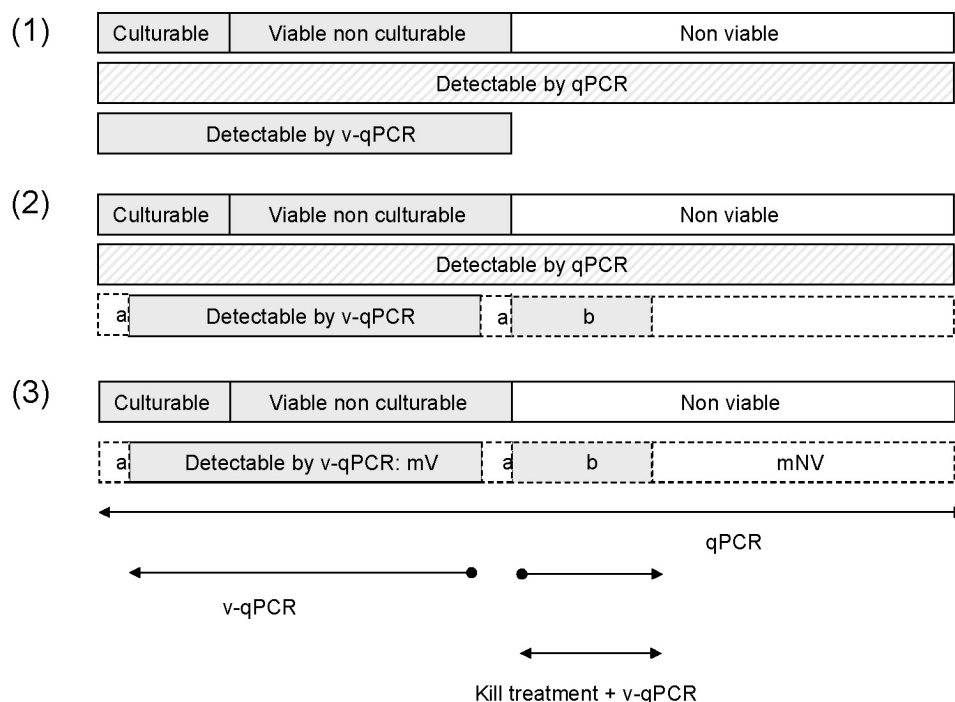 (1)
Culturable Viable non culturable Non viable
Detectable by qPCR
Detectable by v-qPCR
(2)
Culturable Viable non culturable Non viable
Detectable by qPCR
a Detectable by v-qPCR a b
(3)
Culturable Viable non culturable Non viable
a Detectable by v-qPCR: mV a b mNV
qPCR
v-qPCR
Kill treatment + v-qPCR